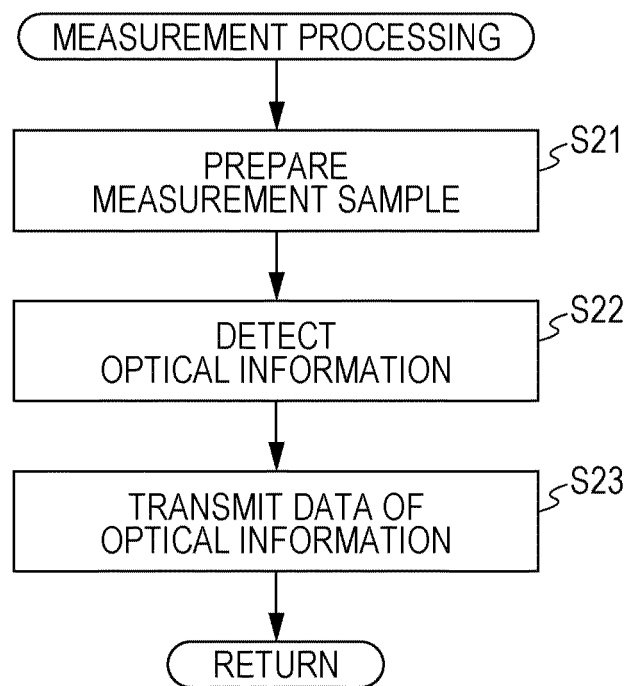 MEASUREMENT PROCESSING
S21
PREPARE
MEASUREMENT SAMPLE
S22
DETECT
OPTICAL INFORMATION
S23
TRANSMIT DATA OF
OPTICAL INFORMATION
RETURN